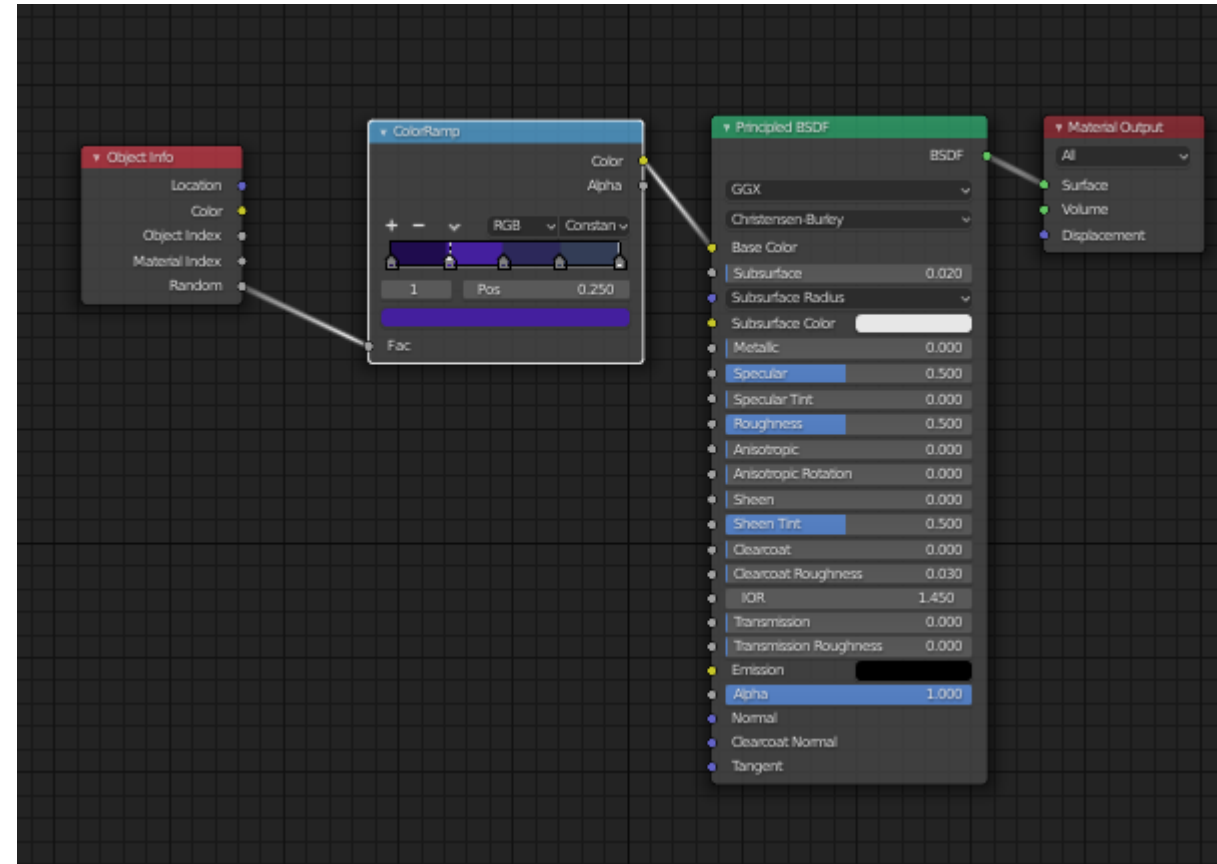 Object Info
Location
Color
Object Index
Material Index
Random
ColorRamp
Color
Alpha
RGB Constan
1 Pos 0.250
Fac
Principled BSDF
BSDF
GGX
Christensen-Burley
Base Color
Subsurface 0.020
Subsurface Radius
Subsurface Color
Metallic 0.000
Specular 0.500
Specular Tint 0.000
Roughness 0.500
Anisotropic 0.000
Anisotropic Rotation 0.000
Sheen 0.000
Sheen Tint 0.500
Clearcoat 0.000
Clearcoat Roughness 0.030
IOR 1.450
Transmission 0.000
Transmission Roughness 0.000
Emission
Alpha 1.000
Normal
Clearcoat Normal
Tangent
Material Output
All
Surface
Volume
Displacement